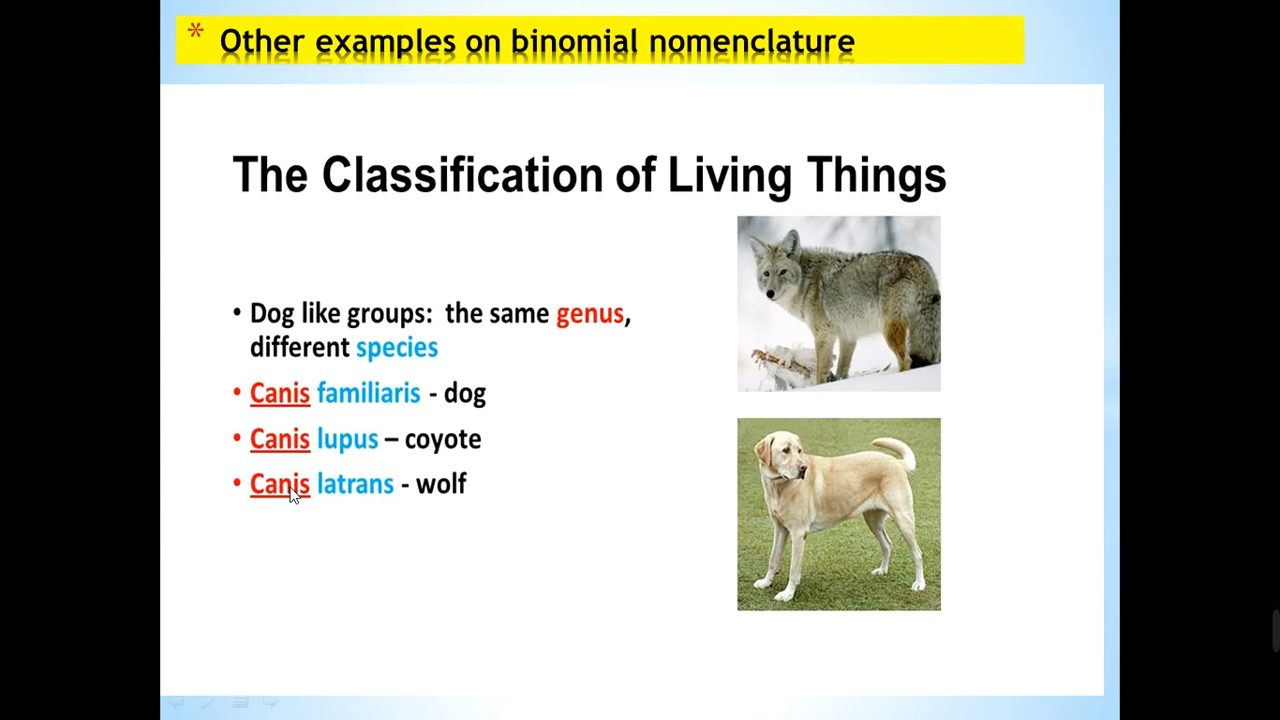 * Other examples on binomial nomenclature
The Classification of Living Things
• Dog like groups: the same genus,
different species
• Canis familiaris - dog
• Canis lupus – coyote
• Canis latrans - wolf